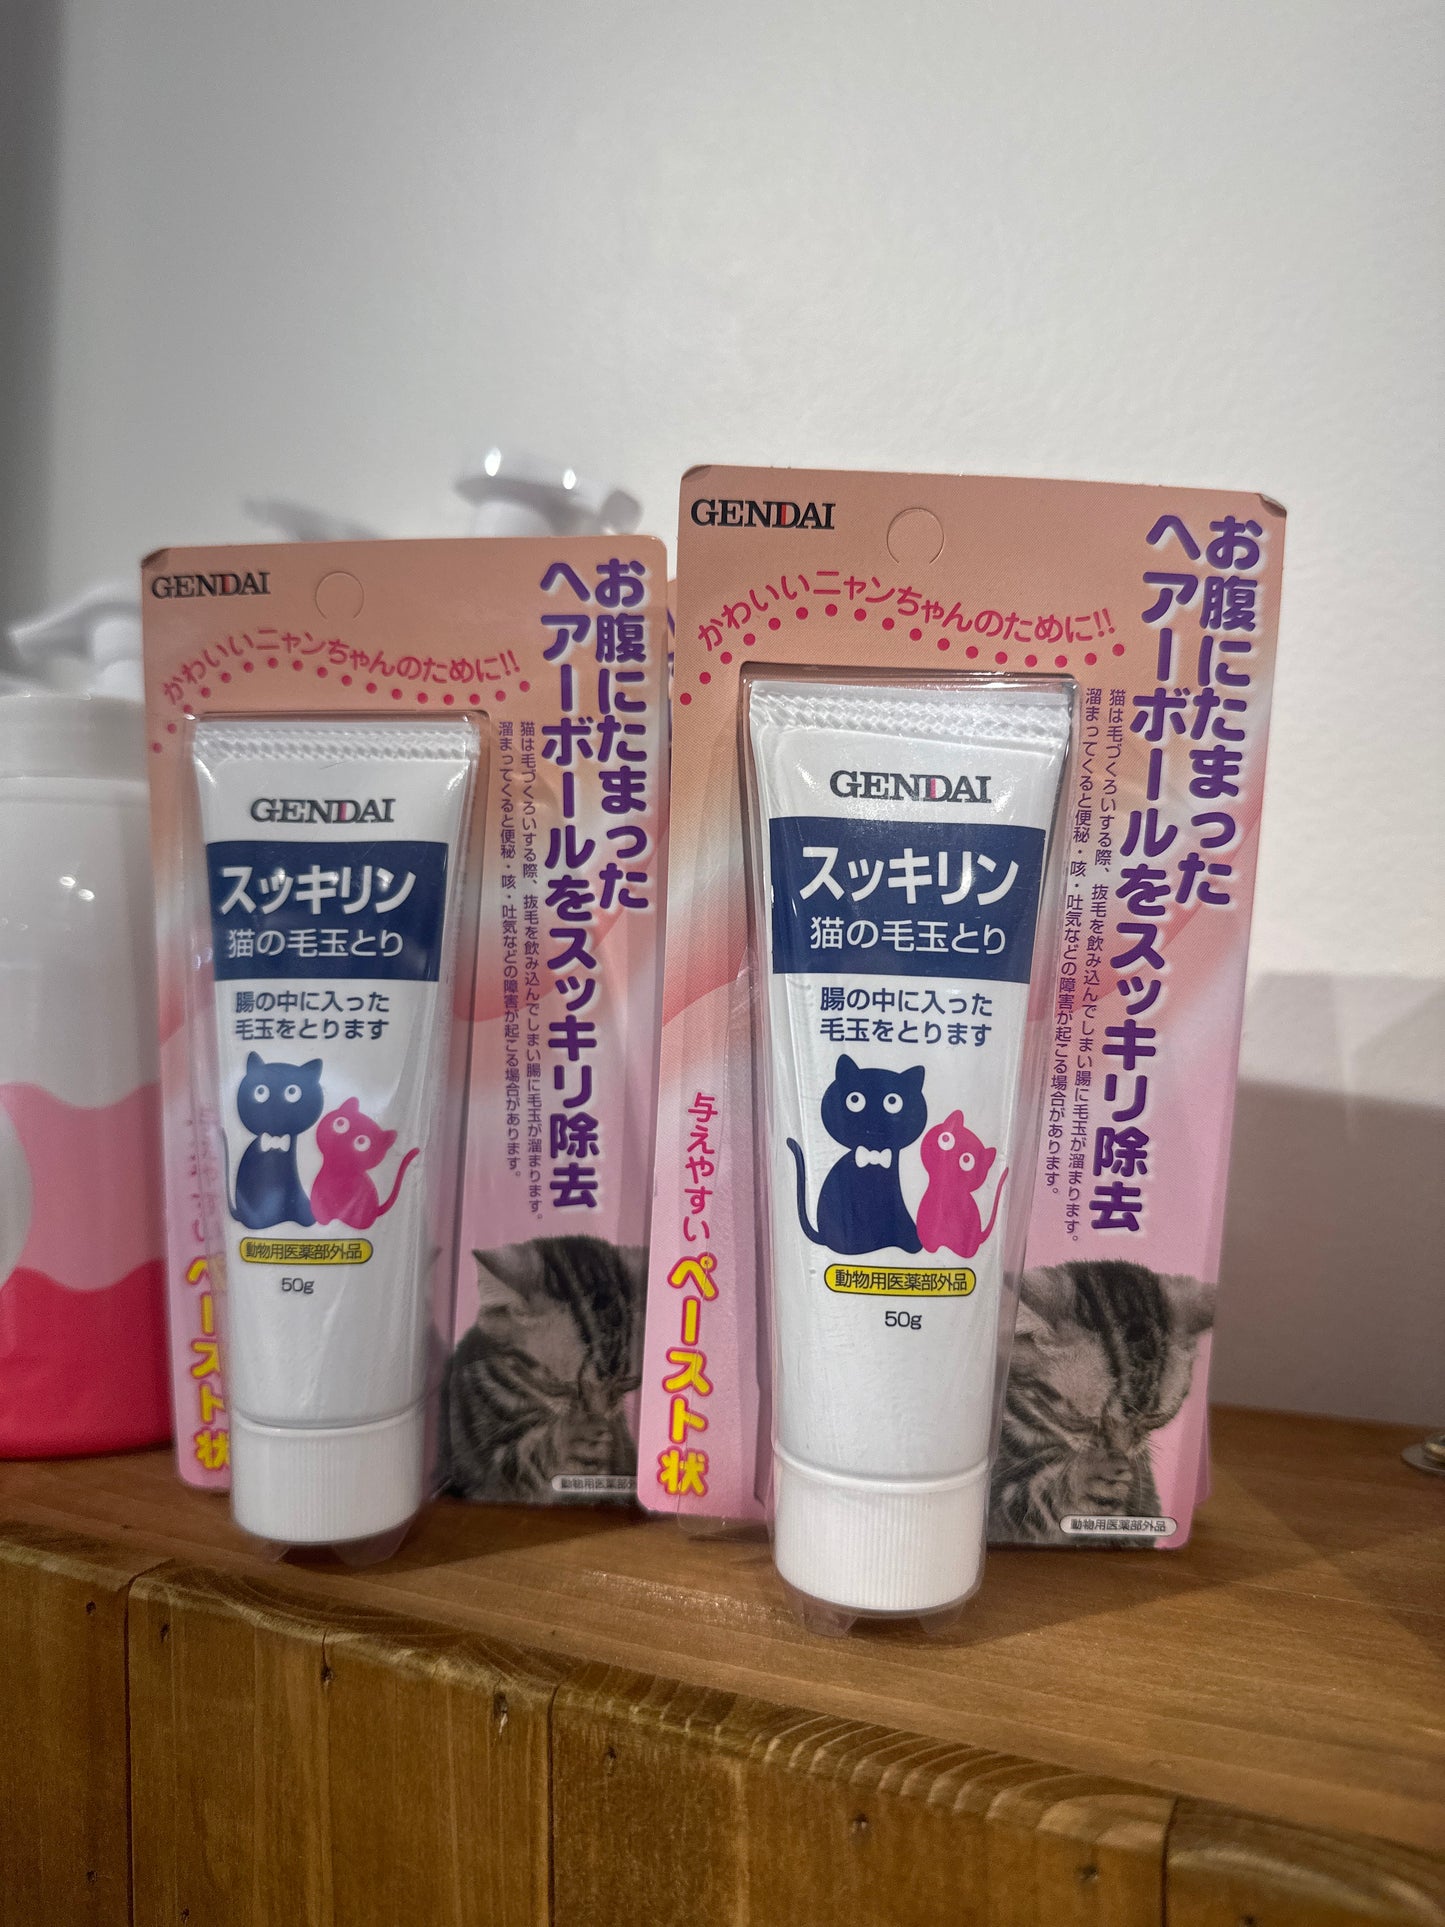 GENDAI
かわいいニャンちゃんのために!!
お腹にたまった
ヘアーボールをスッキリ除去
猫は毛づくろいする際、抜毛を飲み込んでしまい腸に毛玉が溜まります。
溜まってくると便秘・咳・吐気などの障害が起こる場合があります。
GENDAI
スッキリン
猫の毛玉とり
腸の中に入った
毛玉をとります
動物用医薬部外品
50g
ペースト状
動物用医薬部外
GENDAI
かわいいニャンちゃんのために!!
お腹にたまった
ヘアーボールをスッキリ除去
猫は毛づくろいする際、抜毛を飲み込んでしまい腸に毛玉が溜まります。
溜まってくると便秘・咳・吐気などの障害が起こる場合があります。
GENDAI
スッキリン
猫の毛玉とり
腸の中に入った
毛玉をとります
動物用医薬部外品
50g
与えやすいペースト状
動物用医薬部外品